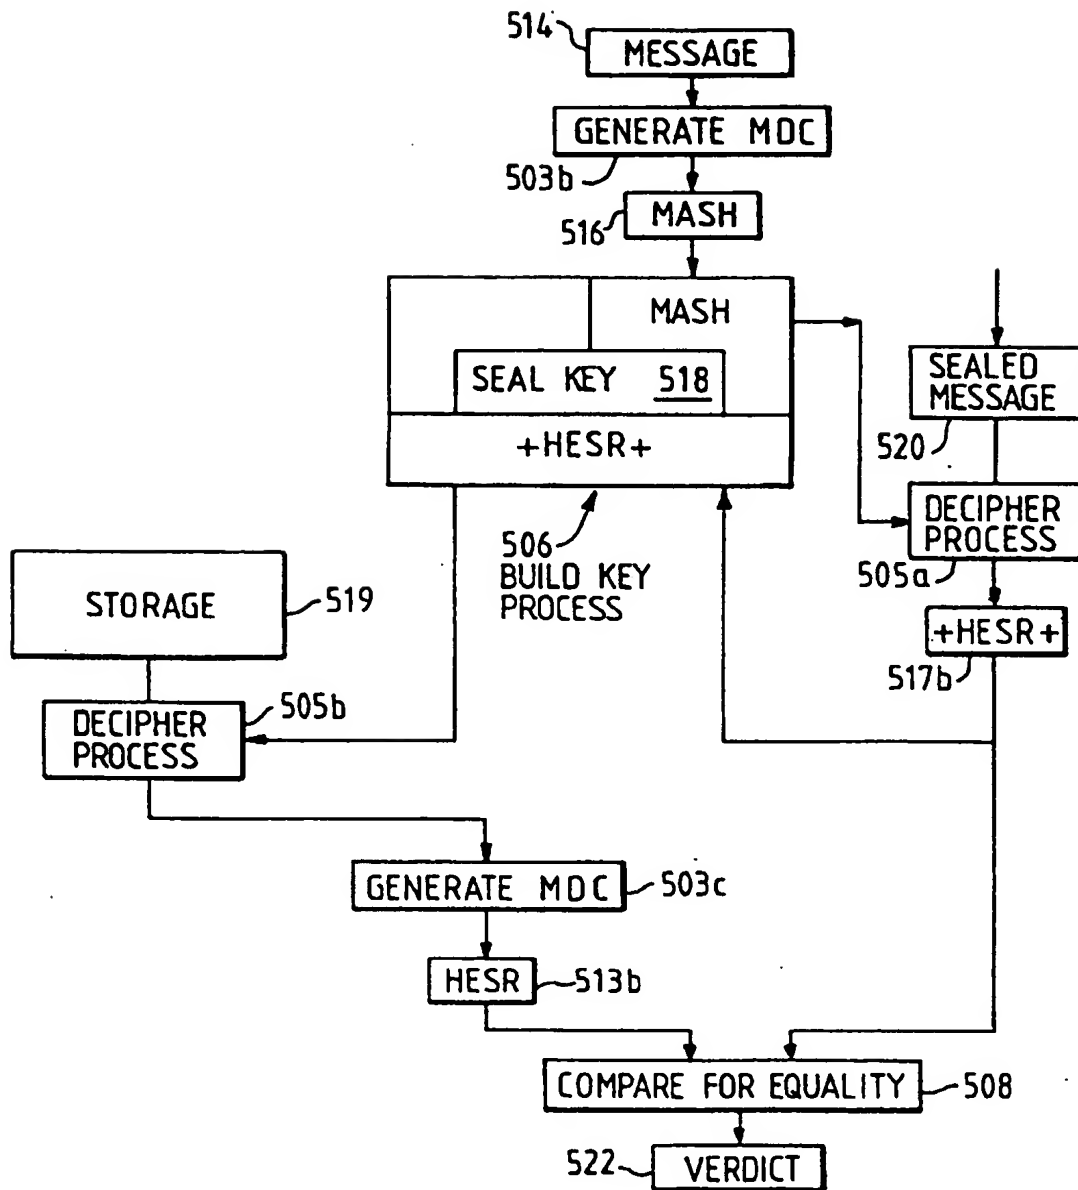 514
MESSAGE
GENERATE MDC
503b
MASH
516
MASH
SEAL KEY 518
+HESR+
506
BUILD KEY
PROCESS
SEALED
MESSAGE
520
DECIPHER
PROCESS
505a
+HESR+
517b
STORAGE
519
505b
DECIPHER
PROCESS
GENERATE MDC
503c
HESR
513b
COMPARE FOR EQUALITY
508
522
VERDICT